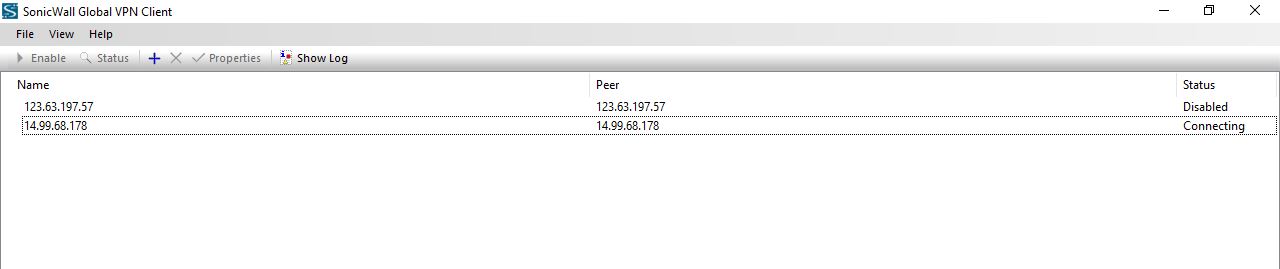 SonicWall Global VPN Client
File View Help
Enable Status Properties Show Log
Name Peer Status
123.63.197.57 123.63.197.57 Disabled
14.99.68.178 14.99.68.178 Connecting